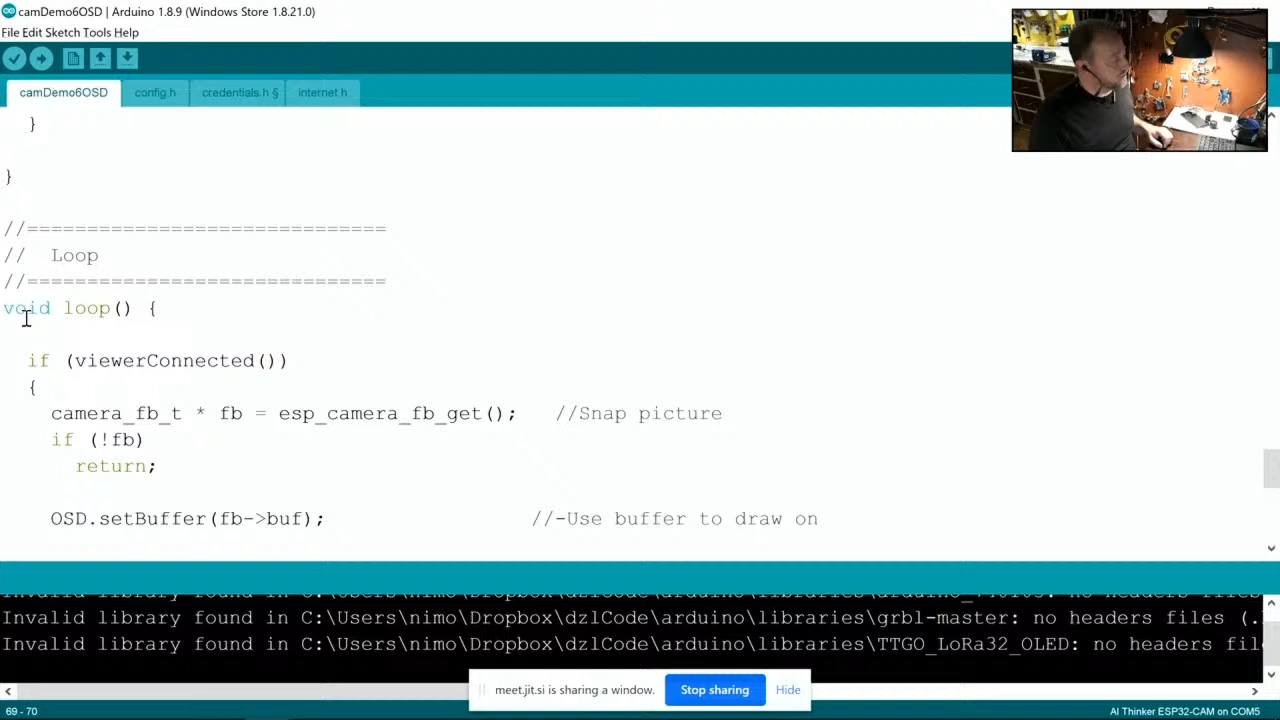 camDemo6OSD | Arduino 1.8.9 (Windows Store 1.8.21.0)
File Edit Sketch Tools Help
camDemo6OSD config.h credentials.h § internet.h
}
}
//==============================
// Loop
//==============================
void loop() {
if (viewerConnected())
{
camera_fb_t * fb = esp_camera_fb_get(); //Snap picture
if (!fb)
return;
OSD.setBuffer(fb->buf); //-Use buffer to draw on
Invalid library found in C:\Users\nimo\Dropbox\dzlCode\arduino\libraries\grbl-master: no headers files (.
Invalid library found in C:\Users\nimo\Dropbox\dzlCode\arduino\libraries\TTGO_LoRa32_OLED: no headers fil
meet.jit.si is sharing a window. Stop sharing Hide
69 - 70 AI Thinker ESP32-CAM on COM5